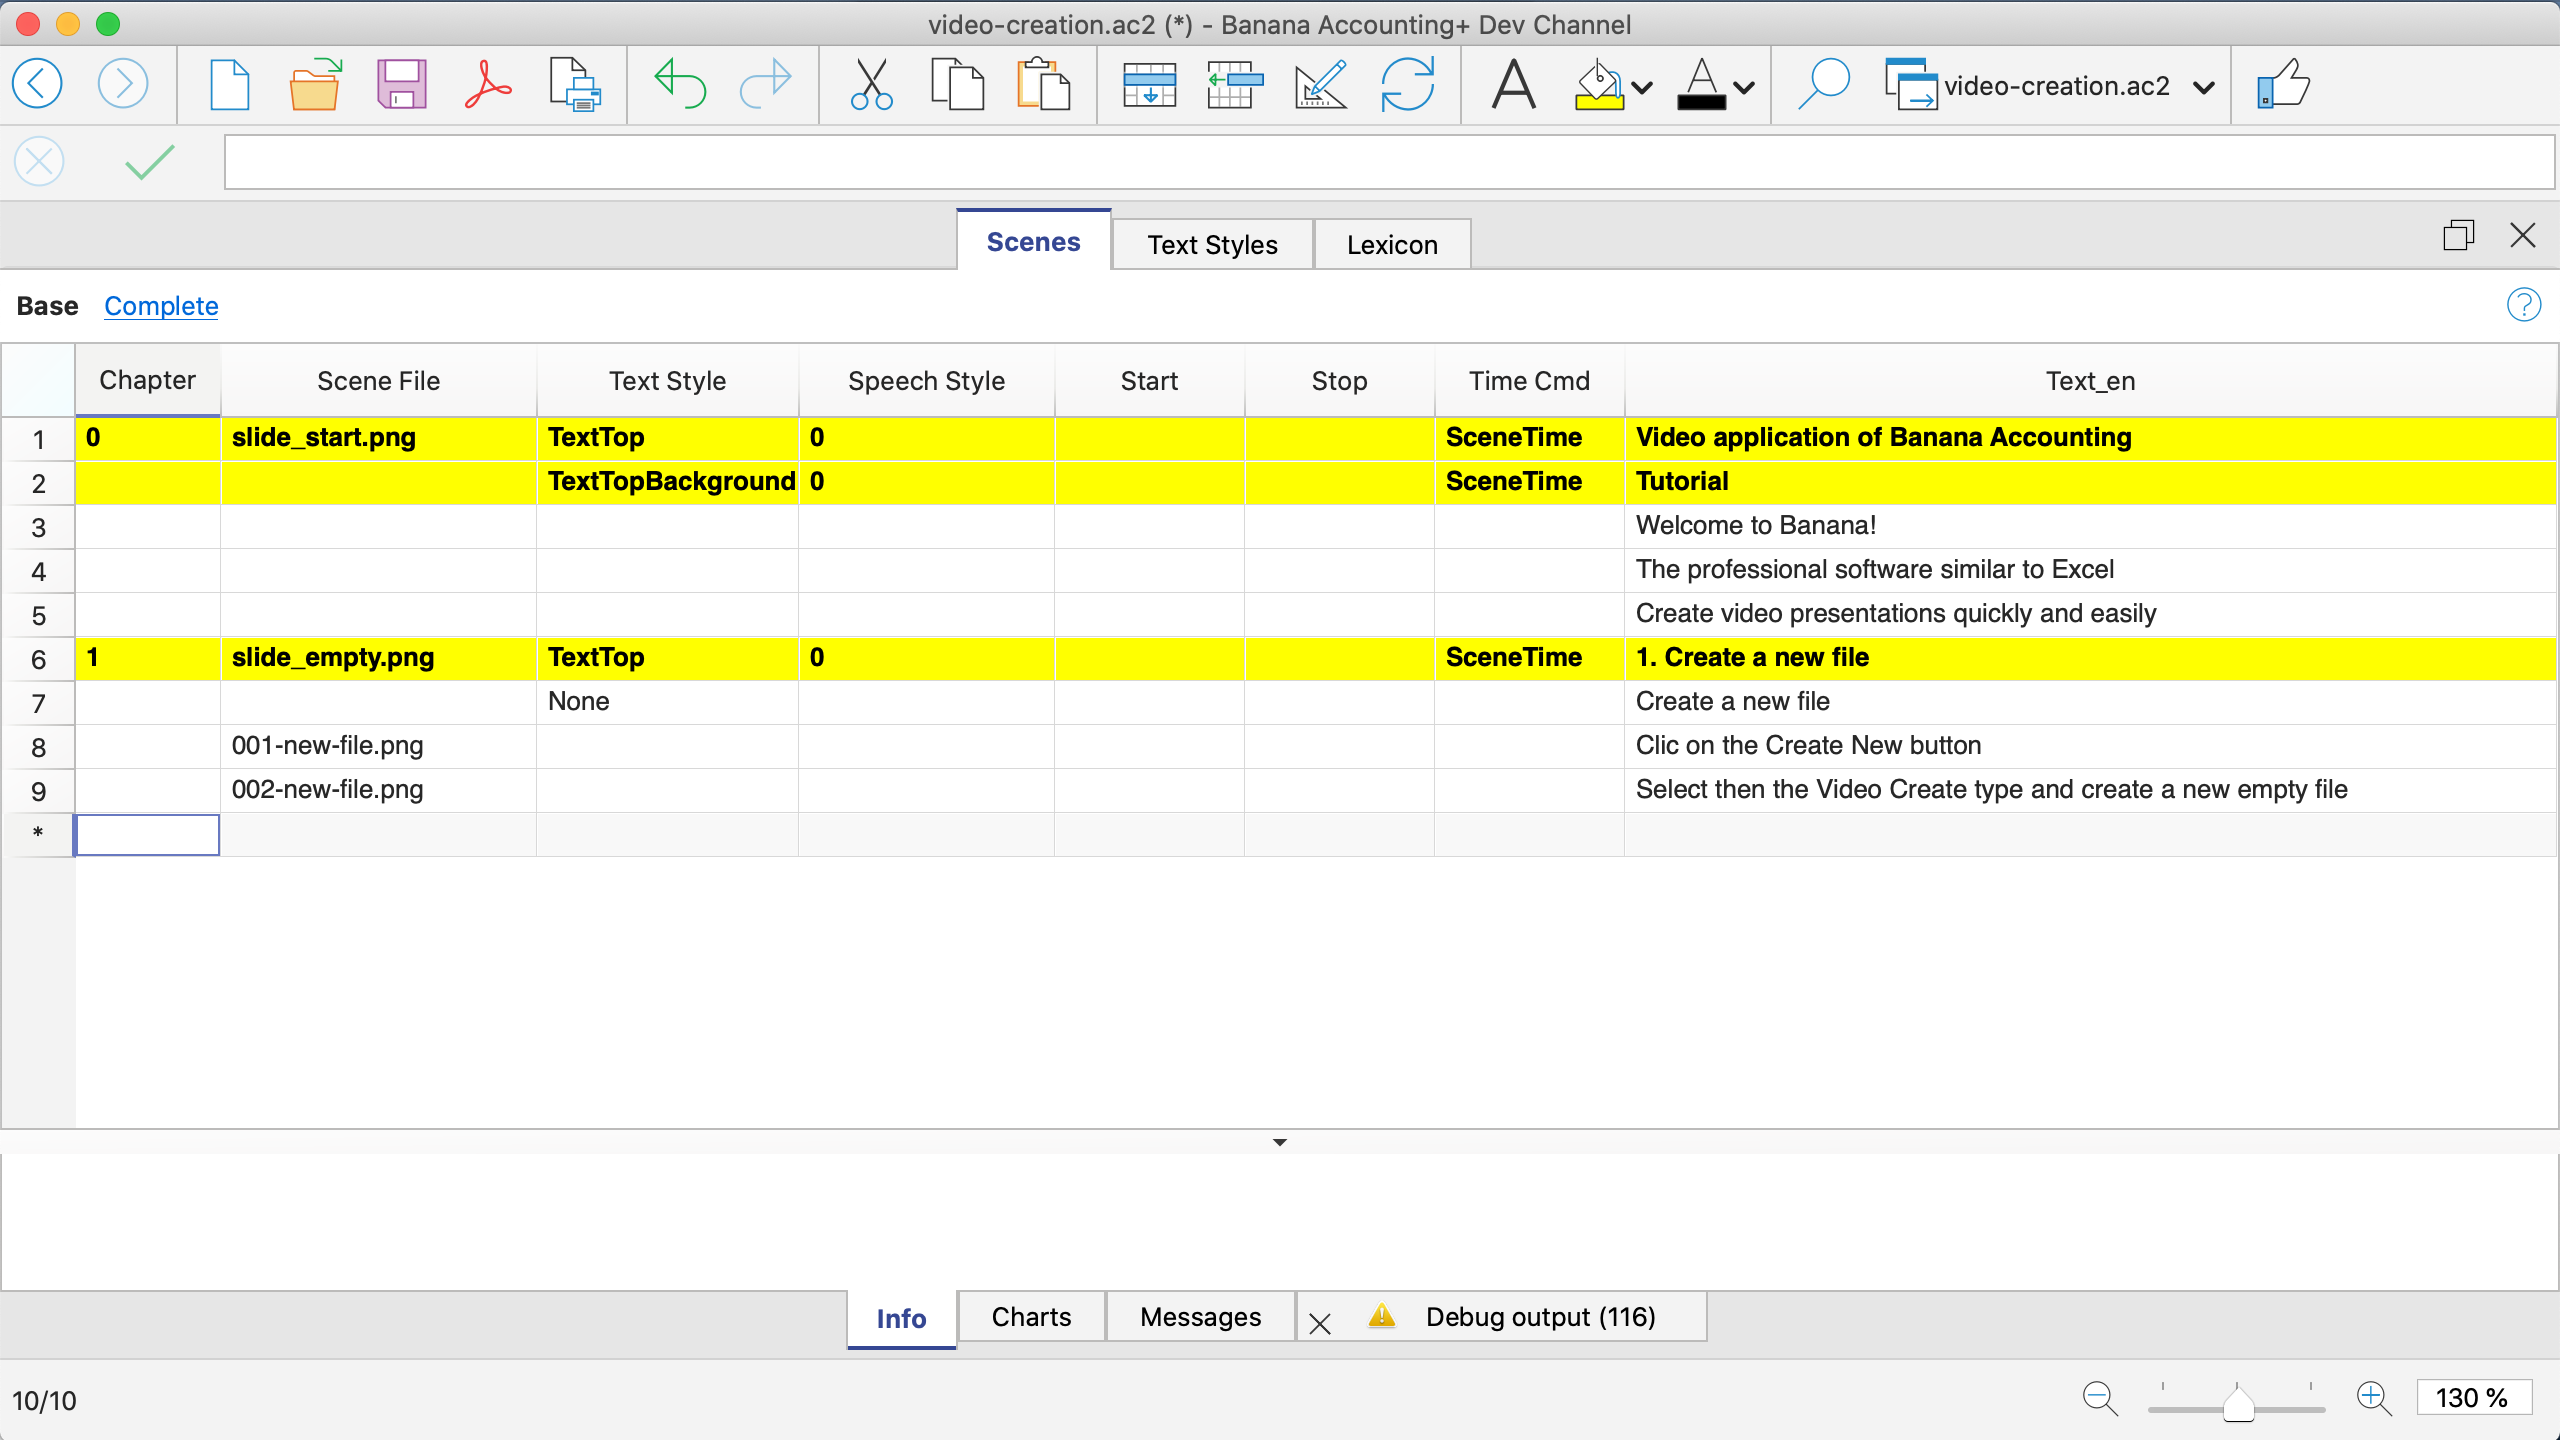 video-creation.ac2 (*) - Banana Accounting+ Dev Channel
video-creation.ac2
Scenes Text Styles Lexicon
Base Complete
Chapter Scene File Text Style Speech Style Start Stop Time Cmd Text_en
1 0 slide_start.png TextTop 0 SceneTime Video application of Banana Accounting
2 TextTopBackground 0 SceneTime Tutorial
3 Welcome to Banana!
4 The professional software similar to Excel
5 Create video presentations quickly and easily
6 1 slide_empty.png TextTop 0 SceneTime 1. Create a new file
7 None Create a new file
8 001-new-file.png Clic on the Create New button
9 002-new-file.png Select then the Video Create type and create a new empty file
*
Info Charts Messages Debug output (116)
10/10 130 %